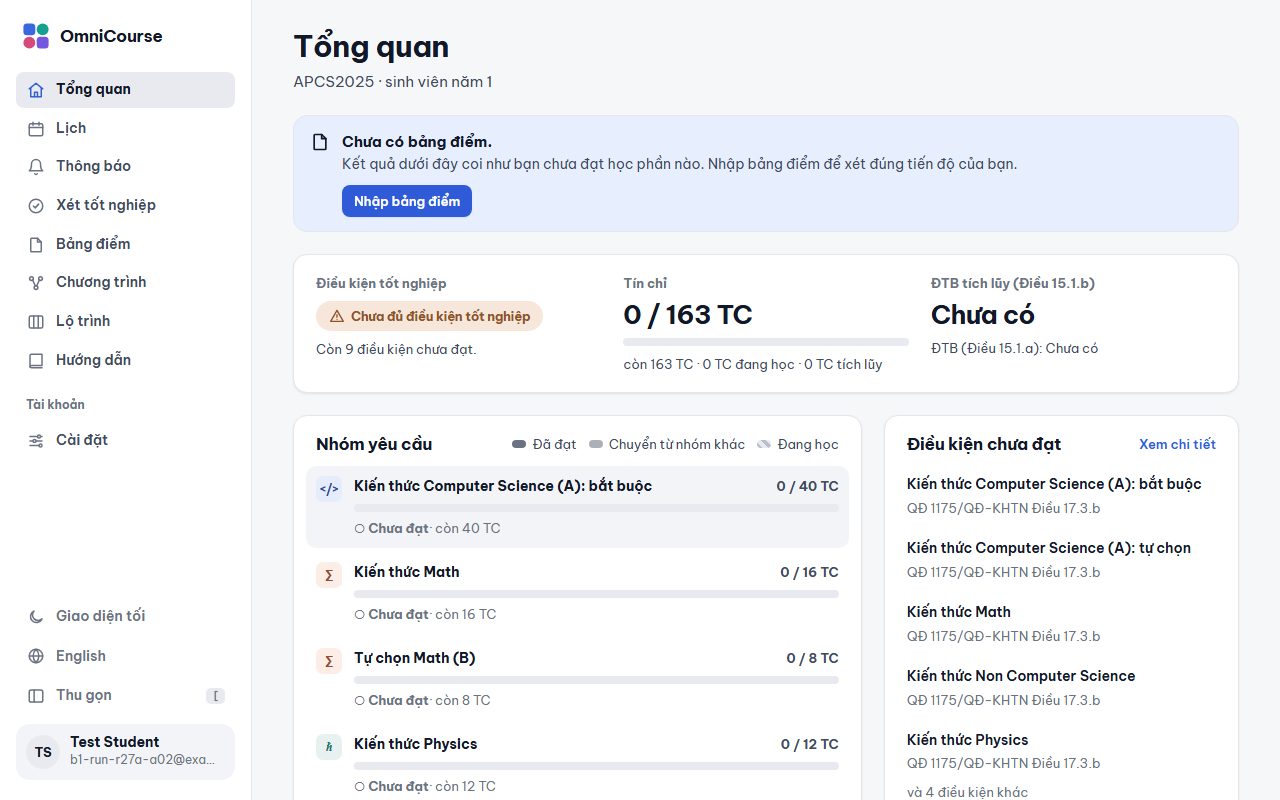 OmniCourse
Tổng quan
Lịch
Thông báo
Xét tốt nghiệp
Bảng điểm
Chương trình
Lộ trình
Hướng dẫn
Tài khoản
Cài đặt
Giao diện tối
English
Thu gọn [
TS
Test Student
b1-run-r27a-a02@exa...
Tổng quan
APCS2025 · sinh viên năm 1
Chưa có bảng điểm.
Kết quả dưới đây coi như bạn chưa đạt học phần nào. Nhập bảng điểm để xét đúng tiến độ của bạn.
Nhập bảng điểm
Điều kiện tốt nghiệp
Chưa đủ điều kiện tốt nghiệp
Còn 9 điều kiện chưa đạt.
Tín chỉ
0 / 163 TC
còn 163 TC · 0 TC đang học · 0 TC tích lũy
ĐTB tích lũy (Điều 15.1.b)
Chưa có
ĐTB (Điều 15.1.a): Chưa có
Nhóm yêu cầu
Đã đạt Chuyển từ nhóm khác Đang học
</> Kiến thức Computer Science (A): bắt buộc 0 / 40 TC
Chưa đạt · còn 40 TC
∑ Kiến thức Math 0 / 16 TC
Chưa đạt · còn 16 TC
∑ Tự chọn Math (B) 0 / 8 TC
Chưa đạt · còn 8 TC
ℏ Kiến thức Physics 0 / 12 TC
Chưa đạt · còn 12 TC
Điều kiện chưa đạt Xem chi tiết
Kiến thức Computer Science (A): bắt buộc
QĐ 1175/QĐ-KHTN Điều 17.3.b
Kiến thức Computer Science (A): tự chọn
QĐ 1175/QĐ-KHTN Điều 17.3.b
Kiến thức Math
QĐ 1175/QĐ-KHTN Điều 17.3.b
Kiến thức Non Computer Science
QĐ 1175/QĐ-KHTN Điều 17.3.b
Kiến thức Physics
QĐ 1175/QĐ-KHTN Điều 17.3.b
và 4 điều kiện khác